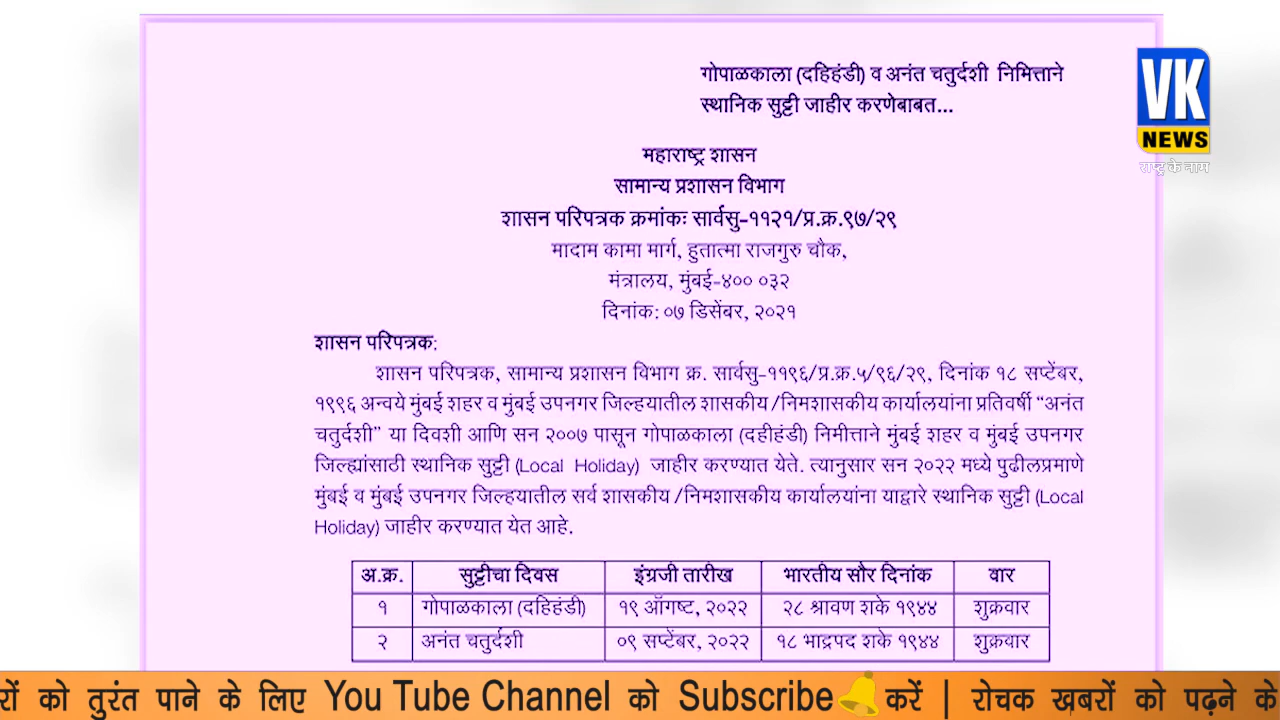 गोपाळकाला (दहिहंडी) व अनंत चतुर्दशी निमित्ताने
स्थानिक सुट्टी जाहीर करणेबाबत...
VK
NEWS
राष्ट्र के नाम
महाराष्ट्र शासन
सामान्य प्रशासन विभाग
शासन परिपत्रक क्रमांकः सार्वसु-११२१/प्र.क्र.९७/२९
मादाम कामा मार्ग, हुतात्मा राजगुरु चौक,
मंत्रालय, मुंबई-४०० ०३२
दिनांक: ०७ डिसेंबर, २०२१
शासन परिपत्रक:
शासन परिपत्रक, सामान्य प्रशासन विभाग क्र. सार्वसु-११९६/प्र.क्र.५/९६/२९, दिनांक १८ सप्टेंबर,
१९९६ अन्वये मुंबई शहर व मुंबई उपनगर जिल्हयातील शासकीय /निमशासकीय कार्यालयांना प्रतिवर्षी “अनंत
चतुर्दशी” या दिवशी आणि सन २००७ पासून गोपाळकाला (दहीहंडी) निमीत्ताने मुंबई शहर व मुंबई उपनगर
जिल्ह्यांसाठी स्थानिक सुट्टी (Local Holiday) जाहीर करण्यात येते. त्यानुसार सन २०२२ मध्ये पुढीलप्रमाणे
मुंबई व मुंबई उपनगर जिल्हयातील सर्व शासकीय /निमशासकीय कार्यालयांना याद्वारे स्थानिक सुट्टी (Local
Holiday) जाहीर करण्यात येत आहे.
अ.क्र. सुट्टीचा दिवस इंग्रजी तारीख भारतीय सौर दिनांक वार
१ गोपाळकाला (दहिहंडी) १९ ऑगष्ट, २०२२ २८ श्रावण शके १९४४ शुक्रवार
२ अनंत चतुर्दशी ०९ सप्टेंबर, २०२२ १८ भाद्रपद शके १९४४ शुक्रवार
रों को तुरंत पाने के लिए You Tube Channel को Subscribe करें | रोचक खबरों को पढ़ने के